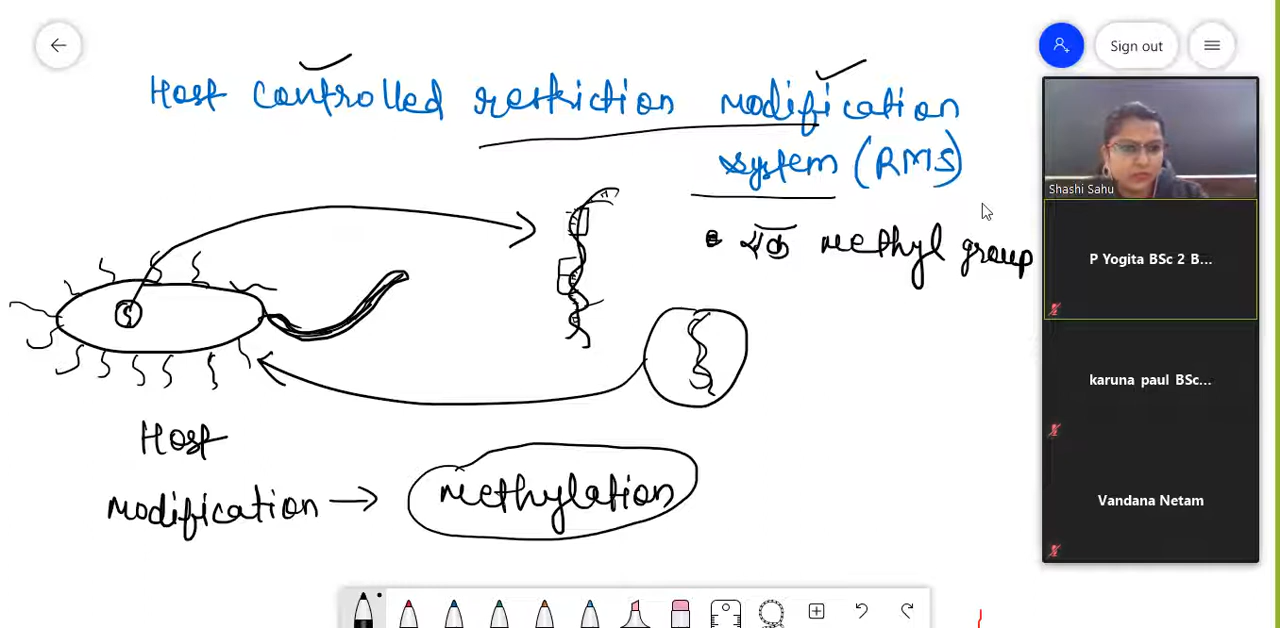 Sign out
Host controlled restriction modification
system (RMS)
Shashi Sahu
एक methyl group
P Yogita BSc 2 B...
karuna paul BSc...
Host
modification → methylation
Vandana Netam